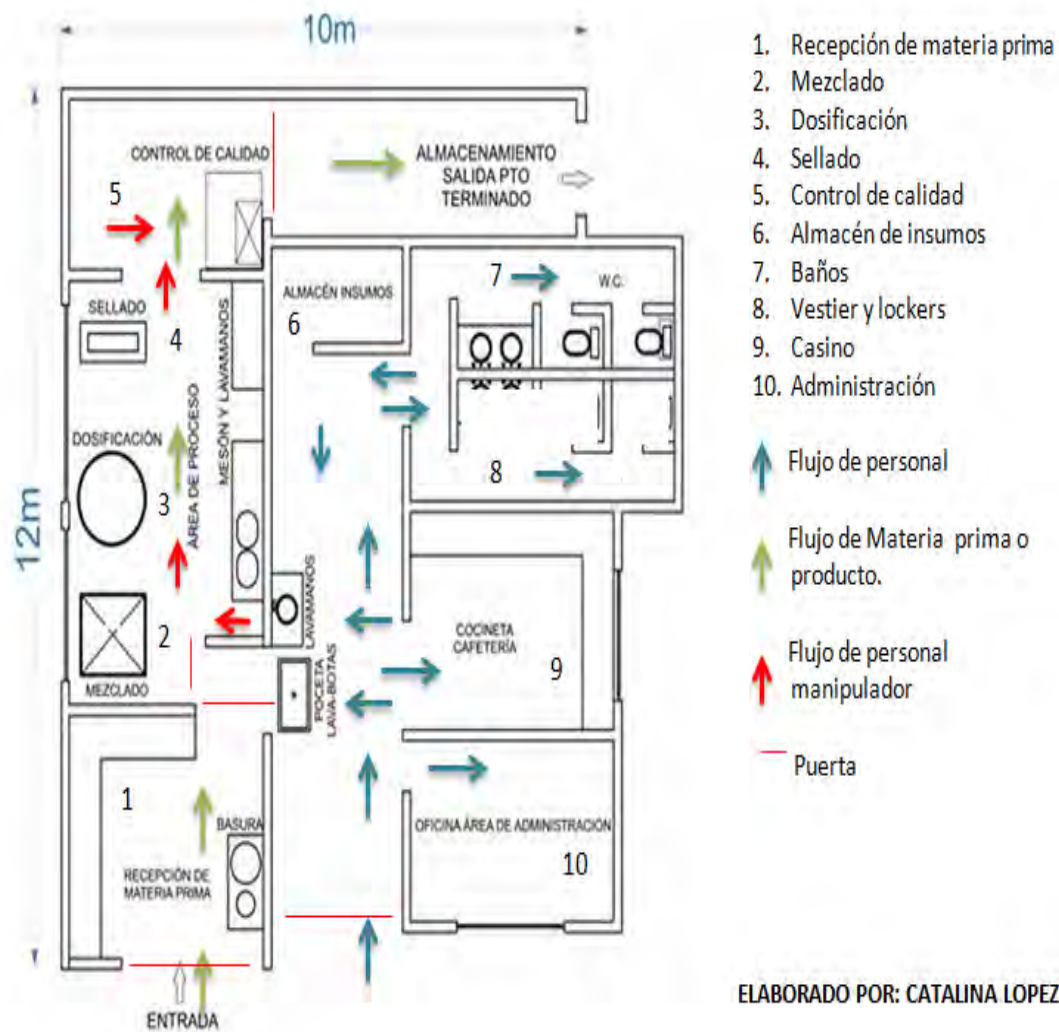 10m
12m
CONTROL DE CALIDAD
5
ALMACENAMIENTO
SALIDA PTO
TERMINADO
SELLADO
4
ALMACÉN INSUMOS
6
7
W.C.
MESÓN Y LAVAMANOS
ÁREA DE PROCESO
DOSIFICACIÓN
3
8
2
MEZCLADO
LAVAMANOS
POCETA
LAVA-BOTAS
COCINETA
CAFETERÍA
9
1
BASURA
RECEPCIÓN DE
MATERIA PRIMA
OFICINA ÁREA DE ADMINISTRACIÓN
10
ENTRADA
1. Recepción de materia prima
2. Mezclado
3. Dosificación
4. Sellado
5. Control de calidad
6. Almacén de insumos
7. Baños
8. Vestier y lockers
9. Casino
10. Administración
Flujo de personal
Flujo de Materia prima o
producto.
Flujo de personal
manipulador
Puerta
ELABORADO POR: CATALINA LOPEZ